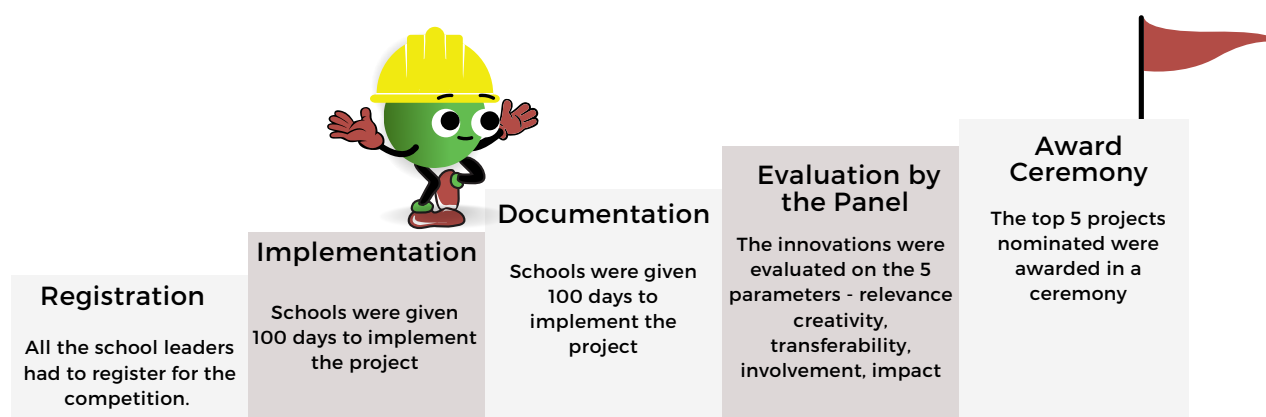 Registration
All the school leaders
had to register for the
competition.
Implementation
Schools were given
100 days to implement
the project
Documentation
Schools were given
100 days to
implement the
project
Evaluation by
the Panel
The innovations were
evaluated on the 5
parameters - relevance
creativity,
transferability,
involvement, impact
Award
Ceremony
The top 5 projects
nominated were
awarded in a
ceremony